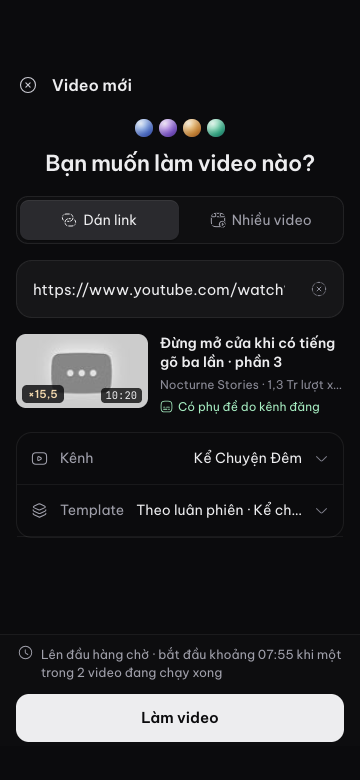 Video mới
Bạn muốn làm video nào?
Dán link
Nhiều video
https://www.youtube.com/watch
Đừng mở cửa khi có tiếng
gõ ba lần · phần 3
Nocturne Stories · 1,3 Tr lượt x...
×15,5
10:20
Có phụ đề do kênh đăng
Kênh
Kể Chuyện Đêm
Template
Theo luân phiên · Kể ch...
Lên đầu hàng chờ · bắt đầu khoảng 07:55 khi một
trong 2 video đang chạy xong
Làm video